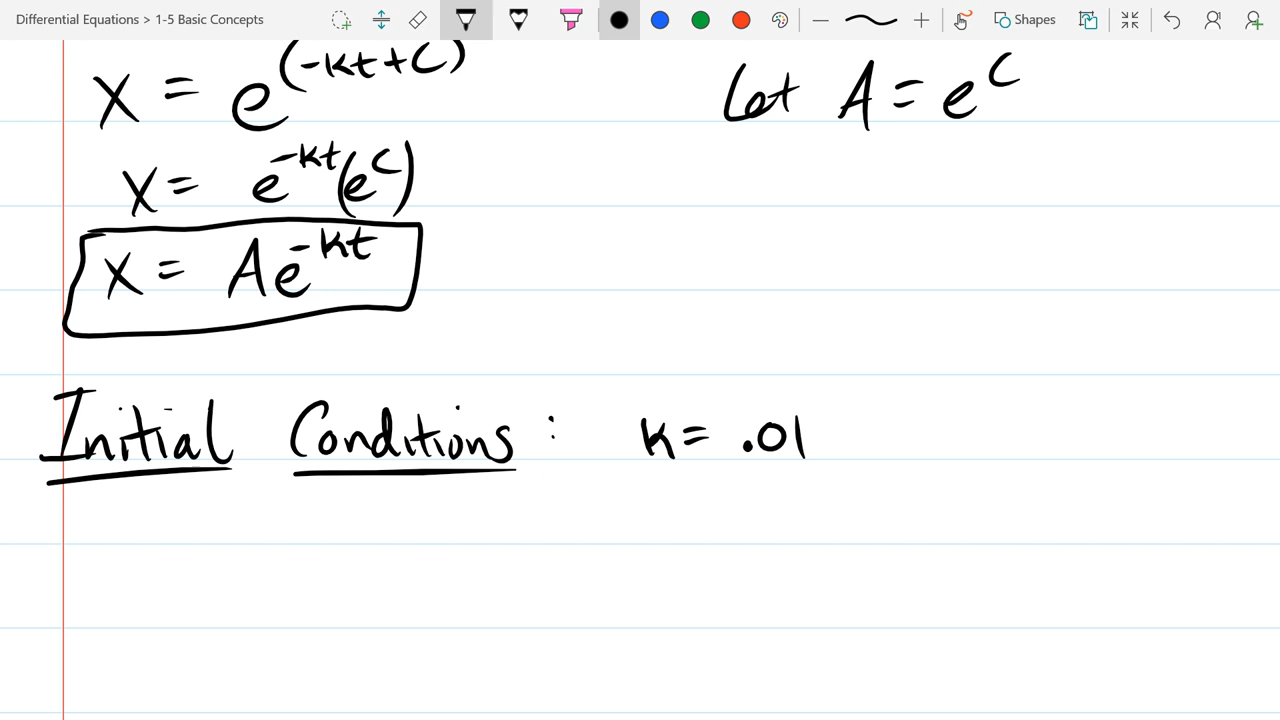 Differential Equations > 1-5 Basic Concepts
Shapes
x = e^(-kt+C)
Let A = e^C
x = e^-kt(e^C)
x = Ae^-kt
Initial Conditions: k = .01